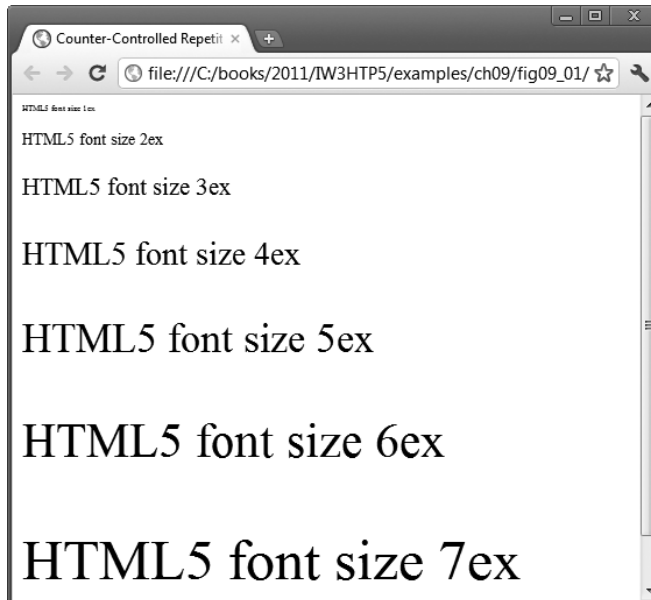 Counter-Controlled Repetit
file:///C:/books/2011/IW3HTP5/examples/ch09/fig09_01/
HTML5 font size 1ex
HTML5 font size 2ex
HTML5 font size 3ex
HTML5 font size 4ex
HTML5 font size 5ex
HTML5 font size 6ex
HTML5 font size 7ex